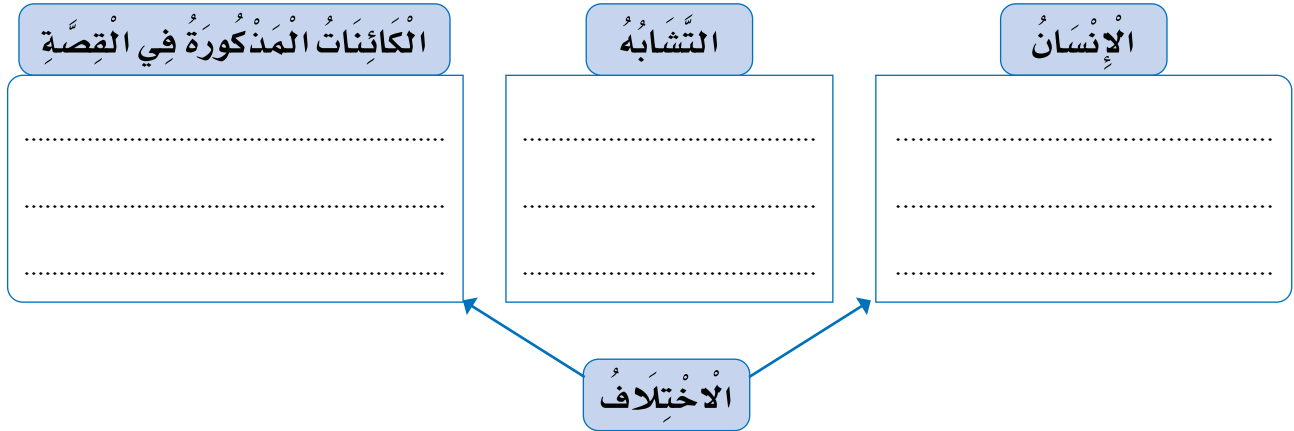 الْإِنْسَانُ
التَّشَابُهُ
الْكَائِنَاتُ الْمَذْكُورَةُ فِي الْقِصَّةِ
الْاخْتِلَافُ